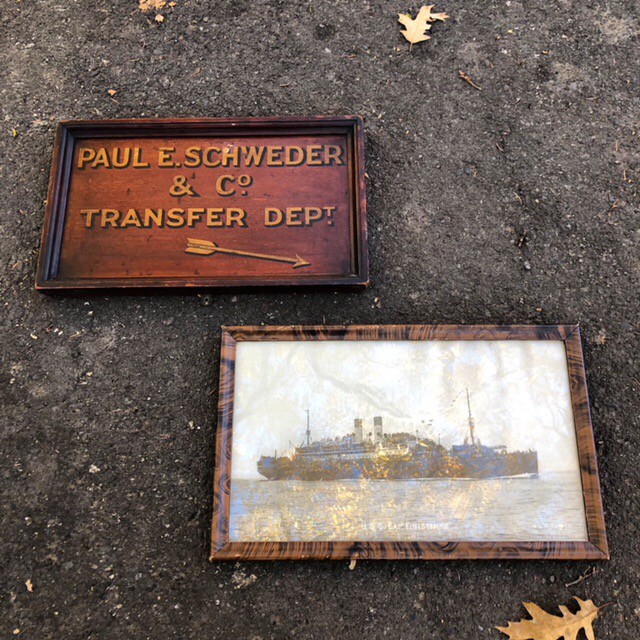 PAUL E. SCHWEDER
& Cº
TRANSFER DEPT